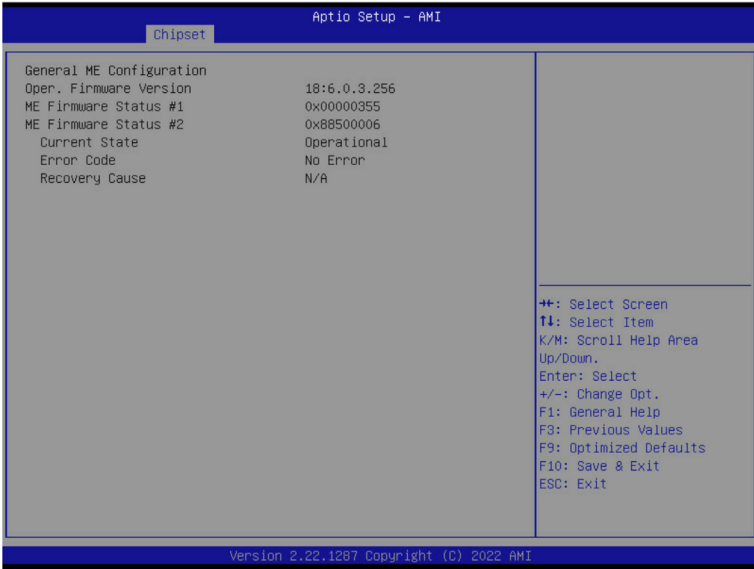 Aptio Setup – AMI
Chipset
General ME Configuration
Oper. Firmware Version 18:6.0.3.256
ME Firmware Status #1 0x00000355
ME Firmware Status #2 0x88500006
Current State Operational
Error Code No Error
Recovery Cause N/A
→←: Select Screen
↑↓: Select Item
K/M: Scroll Help Area
Up/Down.
Enter: Select
+/-: Change Opt.
F1: General Help
F3: Previous Values
F9: Optimized Defaults
F10: Save & Exit
ESC: Exit
Version 2.22.1287 Copyright (C) 2022 AMI